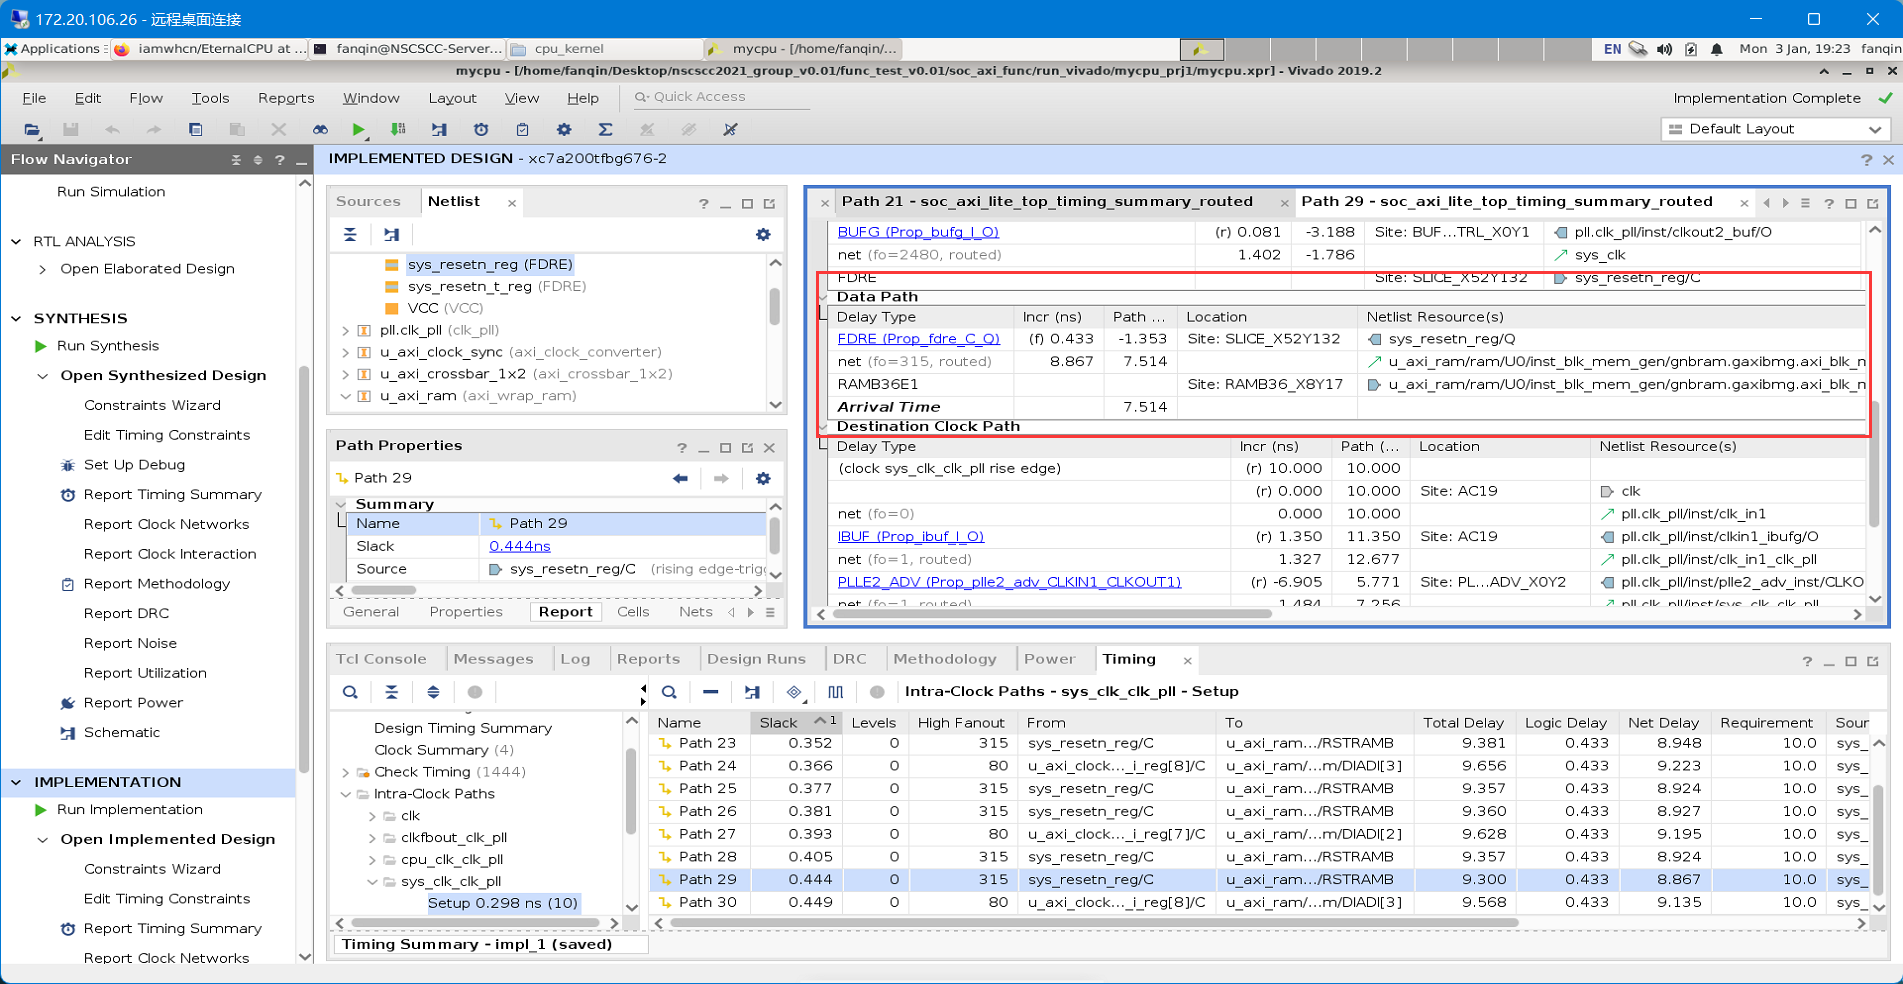 172.20.106.26 - 远程桌面连接
Applications
iamwhcn/EternalCPU at ...
fanqin@NSCSCC-Server...
cpu_kernel
mycpu - [/home/fanqin/...
EN
Mon 3 Jan, 19:23 fanqin
mycpu - [/home/fanqin/Desktop/nscscc2021_group_v0.01/func_test_v0.01/soc_axi_func/run_vivado/mycpu_prj1/mycpu.xpr] - Vivado 2019.2
File Edit Flow Tools Reports Window Layout View Help
Quick Access
Implementation Complete
Default Layout
Flow Navigator
Run Simulation
RTL ANALYSIS
Open Elaborated Design
SYNTHESIS
Run Synthesis
Open Synthesized Design
Constraints Wizard
Edit Timing Constraints
Set Up Debug
Report Timing Summary
Report Clock Networks
Report Clock Interaction
Report Methodology
Report DRC
Report Noise
Report Utilization
Report Power
Schematic
IMPLEMENTATION
Run Implementation
Open Implemented Design
Constraints Wizard
Edit Timing Constraints
Report Timing Summary
Report Clock Networks
IMPLEMENTED DESIGN - xc7a200tfbg676-2
Sources Netlist
sys_resetn_reg (FDRE)
sys_resetn_t_reg (FDRE)
VCC (VCC)
pll.clk_pll (clk_pll)
u_axi_clock_sync (axi_clock_converter)
u_axi_crossbar_1x2 (axi_crossbar_1x2)
u_axi_ram (axi_wrap_ram)
Path Properties
Path 29
Summary
Name Path 29
Slack 0.444ns
Source sys_resetn_reg/C (rising edge-trigg
General Properties Report Cells Nets
Path 21 - soc_axi_lite_top_timing_summary_routed
Path 29 - soc_axi_lite_top_timing_summary_routed
BUFG (Prop_bufg_I_O) (r) 0.081 -3.188 Site: BUF...TRL_X0Y1 pll.clk_pll/inst/clkout2_buf/O
net (fo=2480, routed) 1.402 -1.786 sys_clk
FDRE Site: SLICE_X52Y132 sys_resetn_reg/C
Data Path
Delay Type Incr (ns) Path ... Location Netlist Resource(s)
FDRE (Prop_fdre_C_Q) (f) 0.433 -1.353 Site: SLICE_X52Y132 sys_resetn_reg/Q
net (fo=315, routed) 8.867 7.514 u_axi_ram/ram/U0/inst_blk_mem_gen/gnbram.gaxibmg.axi_blk_m
RAMB36E1 Site: RAMB36_X8Y17 u_axi_ram/ram/U0/inst_blk_mem_gen/gnbram.gaxibmg.axi_blk_m
Arrival Time 7.514
Destination Clock Path
Delay Type Incr (ns) Path (... Location Netlist Resource(s)
(clock sys_clk_clk_pll rise edge) (r) 10.000 10.000
(r) 0.000 10.000 Site: AC19 clk
net (fo=0) 0.000 10.000 pll.clk_pll/inst/clk_in1
IBUF (Prop_ibuf_I_O) (r) 1.350 11.350 Site: AC19 pll.clk_pll/inst/clkin1_ibufg/O
net (fo=1, routed) 1.327 12.677 pll.clk_pll/inst/clk_in1_clk_pll
PLLE2_ADV (Prop_plle2_adv_CLKIN1_CLKOUT1) (r) -6.905 5.771 Site: PL...ADV_X0Y2 pll.clk_pll/inst/plle2_adv_inst/CLKO
net (fo=1, routed) 1.484 7.256 pll.clk_pll/inst/sys_clk_clk_pll
Tcl Console Messages Log Reports Design Runs DRC Methodology Power Timing
Intra-Clock Paths - sys_clk_clk_pll - Setup
Design Timing Summary
Clock Summary (4)
Check Timing (1444)
Intra-Clock Paths
clk
clkfbout_clk_pll
cpu_clk_clk_pll
sys_clk_clk_pll
Setup 0.298 ns (10)
Name Slack 1 Levels High Fanout From To Total Delay Logic Delay Net Delay Requirement Sour
Path 23 0.352 0 315 sys_resetn_reg/C u_axi_ram.../RSTRAMB 9.381 0.433 8.948 10.0 sys_
Path 24 0.366 0 80 u_axi_clock..._i_reg[8]/C u_axi_ram/...m/DIADI[3] 9.656 0.433 9.223 10.0 sys_
Path 25 0.377 0 315 sys_resetn_reg/C u_axi_ram.../RSTRAMB 9.357 0.433 8.924 10.0 sys_
Path 26 0.381 0 315 sys_resetn_reg/C u_axi_ram.../RSTRAMB 9.360 0.433 8.927 10.0 sys_
Path 27 0.393 0 80 u_axi_clock..._i_reg[7]/C u_axi_ram/...m/DIADI[2] 9.628 0.433 9.195 10.0 sys_
Path 28 0.405 0 315 sys_resetn_reg/C u_axi_ram.../RSTRAMB 9.357 0.433 8.924 10.0 sys_
Path 29 0.444 0 315 sys_resetn_reg/C u_axi_ram.../RSTRAMB 9.300 0.433 8.867 10.0 sys_
Path 30 0.449 0 80 u_axi_clock..._i_reg[8]/C u_axi_ram/...m/DIADI[3] 9.568 0.433 9.135 10.0 sys_
Timing Summary - impl_1 (saved)